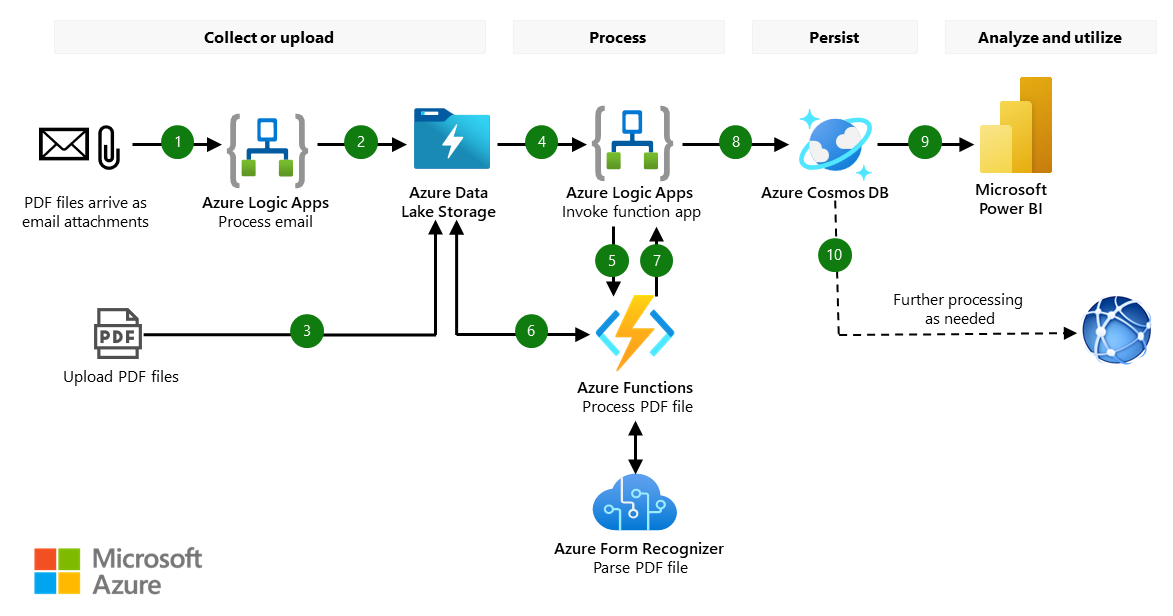 Collect or upload
Process
Persist
Analyze and utilize
1
2
4
8
9
PDF files arrive as
email attachments
Azure Logic Apps
Process email
Azure Data
Lake Storage
Azure Logic Apps
Invoke function app
Azure Cosmos DB
Microsoft
Power BI
5
7
10
3
6
Further processing
as needed
PDF
Upload PDF files
Azure Functions
Process PDF file
Azure Form Recognizer
Parse PDF file
Microsoft
Azure